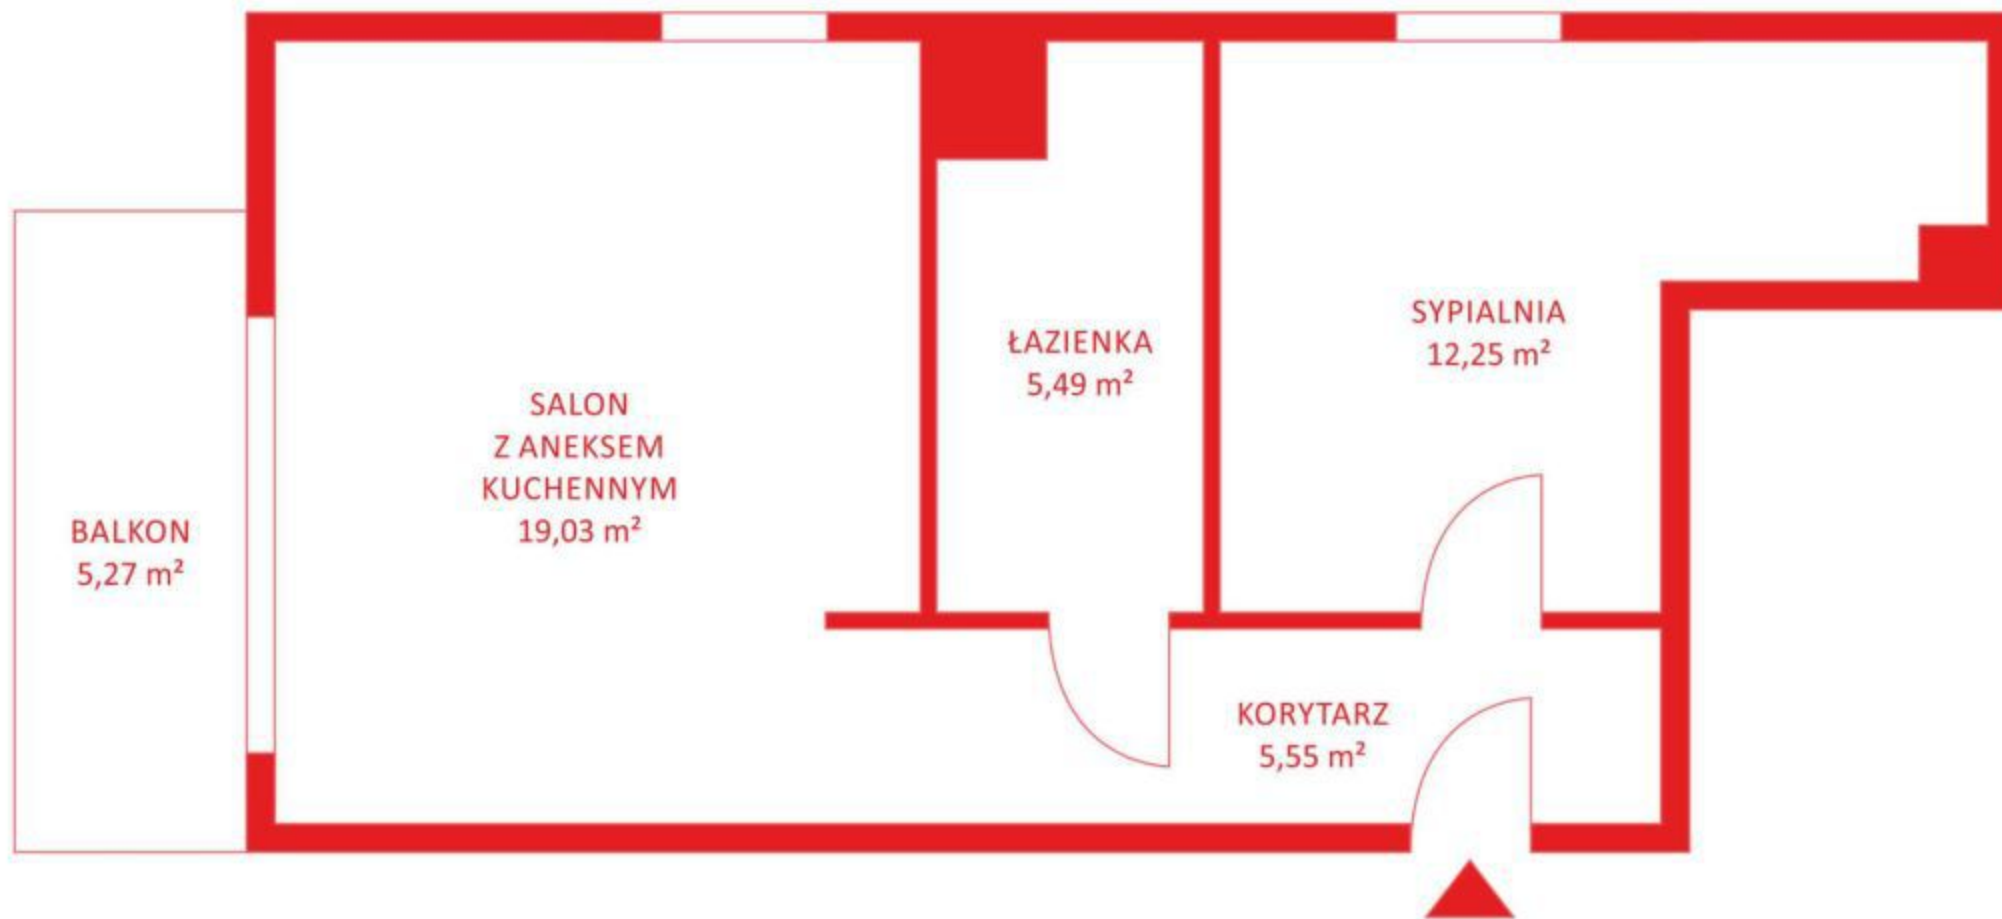 BALKON
5,27 m²
SALON
Z ANEKSEM
KUCHENNYM
19,03 m²
ŁAZIENKA
5,49 m²
SYPIALNIA
12,25 m²
KORYTARZ
5,55 m²